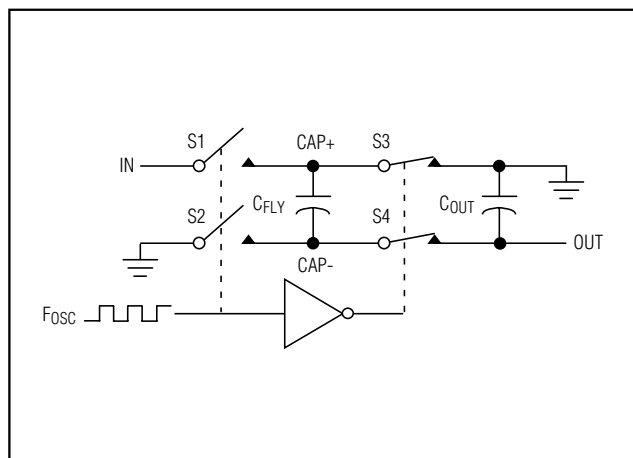 S1 CAP+ S3
IN
S2 CFLY S4 COUT
OUT
CAP-
FOSC